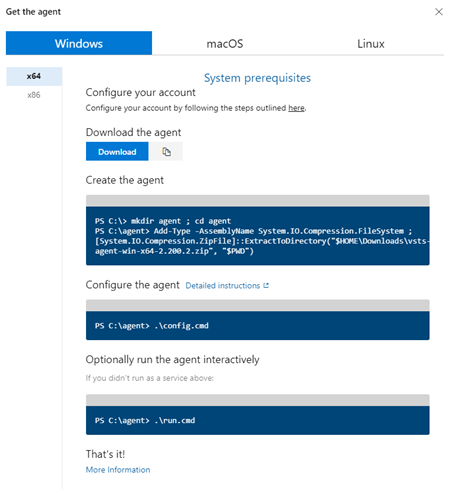 Get the agent
Windows
macOS
Linux
x64
x86
System prerequisites
Configure your account
Configure your account by following the steps outlined here.
Download the agent
Download
Create the agent
PS C:\> mkdir agent ; cd agent
PS C:\agent> Add-Type -AssemblyName System.IO.Compression.FileSystem ;
[System.IO.Compression.ZipFile]::ExtractToDirectory("$HOME\Downloads\vsts-
agent-win-x64-2.200.2.zip", "$PWD")
Configure the agent Detailed instructions
PS C:\agent> .\config.cmd
Optionally run the agent interactively
If you didn't run as a service above:
PS C:\agent> .\run.cmd
That's it!
More Information